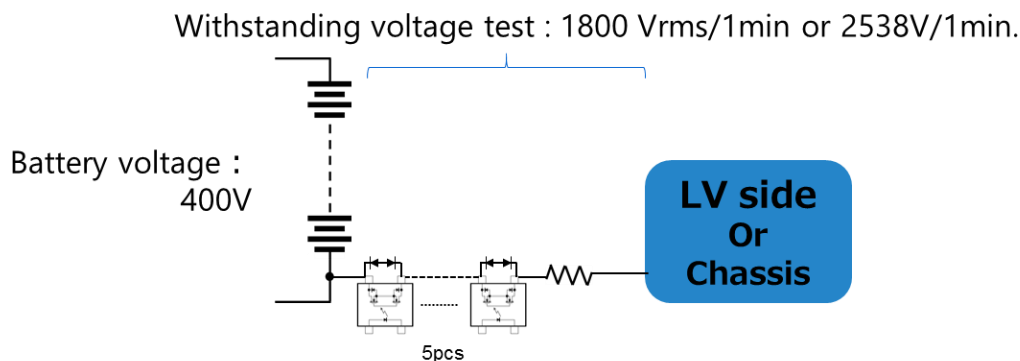 Withstanding voltage test : 1800 Vrms/1min or 2538V/1min.
Battery voltage :
400V
LV side
Or
Chassis
5pcs